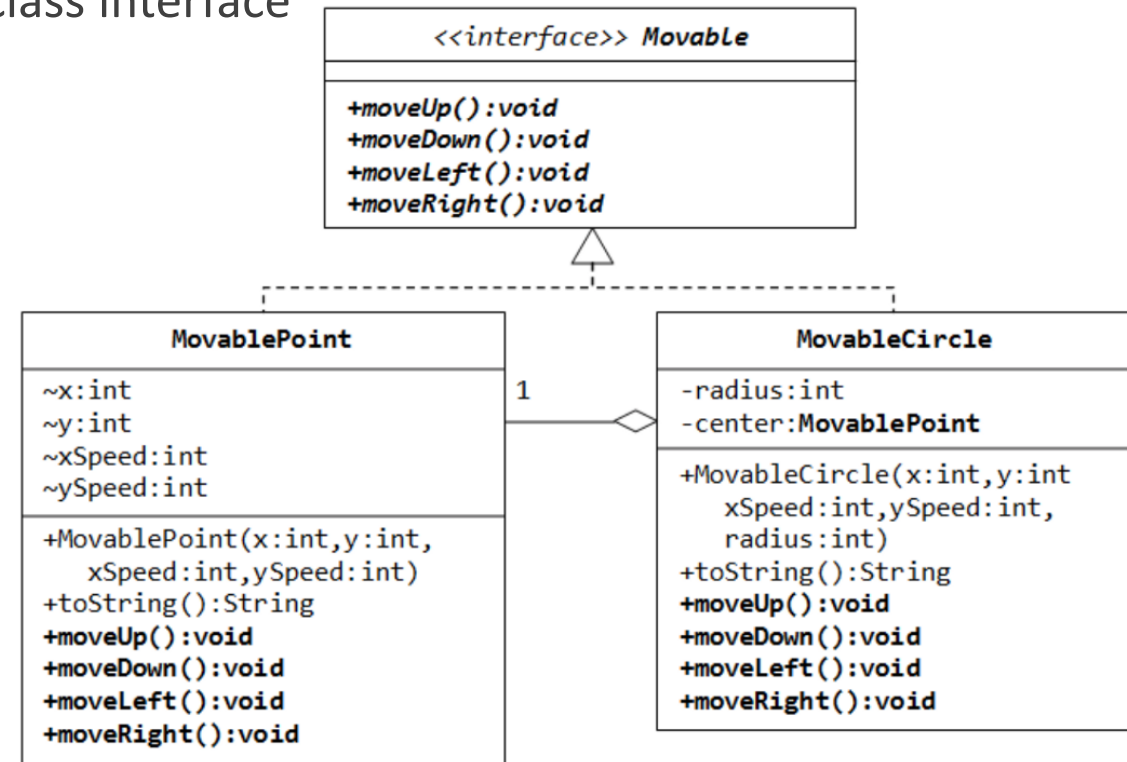 class interface
<<interface>> Movable
+moveUp():void
+moveDown():void
+moveLeft():void
+moveRight():void
MovablePoint
~x:int
~y:int
~xSpeed:int
~ySpeed:int
+MovablePoint(x:int,y:int,
xSpeed:int,ySpeed:int)
+toString():String
+moveUp():void
+moveDown():void
+moveLeft():void
+moveRight():void
1
MovableCircle
-radius:int
-center:MovablePoint
+MovableCircle(x:int,y:int
xSpeed:int,ySpeed:int,
radius:int)
+toString():String
+moveUp():void
+moveDown():void
+moveLeft():void
+moveRight():void